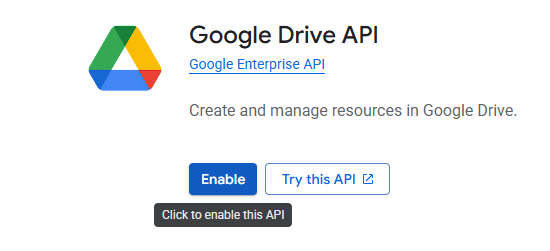 Google Drive API
Google Enterprise API
Create and manage resources in Google Drive.
Enable
Try this API
Click to enable this API